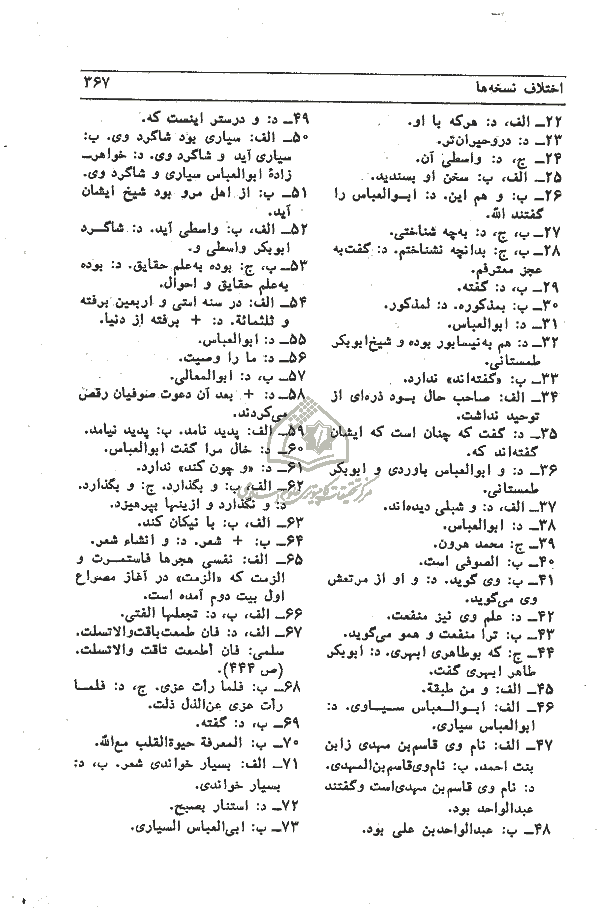 اختلاف نسخه‌ها
۳۶۷
۲۲ـ الف، د: هرکه با او.
۲۳ـ د: دروحیران‌تر.
۲۴ـ ج، د: واسطی آن.
۲۵ـ الف، ب: سخن او بسندید.
۲۶ـ ب: و هم این. د: ابوالعباس را
گفتند الله.
۲۷ـ ب، ج، د: به‌چه شناختی.
۲۸ـ ب، ج: بدانچه نشناختم. د: گفت‌به
عجز معترفم.
۲۹ـ ب، د: گفته.
۳۰ـ ب: بمذکوره. د: لمذکور.
۳۱ـ د: ابوالعباس.
۳۲ـ د: هم به‌نیسابور بوده و شیخ‌ابوبکر
طمستانی.
۳۳ـ ب: «گفته‌اند» ندارد.
۳۴ـ الف: صاحب حال بود ذره‌ای از
توحید نداشت.
۳۵ـ د: گفت که چنان است که ایشان
گفته‌اند که.
۳۶ـ د: و ابوالعباس باوردی و ابوبکر
طمستانی.
۳۷ـ الف، د: و شبلی دیده‌اند.
۳۸ـ د: ابوالعباس.
۳۹ـ ج: محمد هرون.
۴۰ـ ب: الصوفی است.
۴۱ـ ب: وی گوید. د: و او از مرتعش
وی می‌گوید.
۴۲ـ د: علم وی نیز منفعت.
۴۳ـ ب: ترا منفعت و همو می‌گوید.
۴۴ـ ج: که بوطاهری ابهری. د: ابوبکر
طاهر ابهری گفت.
۴۵ـ الف: و من طبقة.
۴۶ـ الف: ابوالعباس سیاوی. د:
ابوالعباس سیاری.
۴۷ـ الف: نام وی قاسم‌بن مهدی زابن
بنت احمد. ب: نام‌وی‌قاسم‌بن‌المهدی.
د: نام وی قاسم‌بن مهدی‌است و‌گفتند
عبدالواحد بود.
۴۸ـ ب: عبدالواحدبن علی بود.
۴۹ـ د: و درستر اینست که.
۵۰ـ الف: سیاری بود شاگرد وی. ب:
سیاری آید و شاگرد وی. د: خواهرـ
زادهٔ ابوالعباس سیاری و شاگرد وی.
۵۱ـ ب: از اهل مرو بود شیخ ایشان
آید.
۵۲ـ الف، ب: واسطی آید. د: شاگرد
ابوبکر واسطی و.
۵۳ـ ب، ج: بوده به‌علم حقایق. د: بوده
به‌علم حقایق و احوال.
۵۴ـ الف: در سنه اسنی و اربعین برفته
و ثلثمائة. د: + برفته از دنیا.
۵۵ـ د: ابوالعباس.
۵۶ـ د: ما را وصیت.
۵۷ـ ب، د: ابوالمعالی.
۵۸ـ د: + بعد آن دعوت صوفیان رقص
می‌کردند.
۵۹ـ الف: پدید نامد. ب: پدید نیامد.
۶۰ـ د: خال مرا گفت ابوالعباس.
۶۱ـ د: «و چون کند» ندارد.
۶۲ـ الف، ب: و بگذارد. ج: و بگذارد.
د: و نگذارد و ازینها بپرهیزد.
۶۳ـ الف، ب: با نیکان کند.
۶۴ـ ب: + شعر. د: و انشاء شعر.
۶۵ـ الف: نفسی هجرها فاستمرت و
الزمت که «الزمت» در آغاز مصراع
اول بیت دوم آمده است.
۶۶ـ الف، ب، د: تجعلها الفتی.
۶۷ـ الف، د: فان طمعت‌باقت‌والاتسلت.
سلمی: فان أطمعت تاقت والاتسلت.
(ص ۴۴۴).
۶۸ـ ب: فلما رأت عزی. ج، د: فلما
رأت عزی عن‌الذل ذلت.
۶۹ـ ب، د: گفته.
۷۰ـ ب: المعرفة حیوة‌القلب مع‌الله.
۷۱ـ الف: بسیار خواندی شعر. ب، د:
بسیار خواندی.
۷۲ـ د: استنار بصبح.
۷۳ـ ب: ابی‌العباس السیاری.